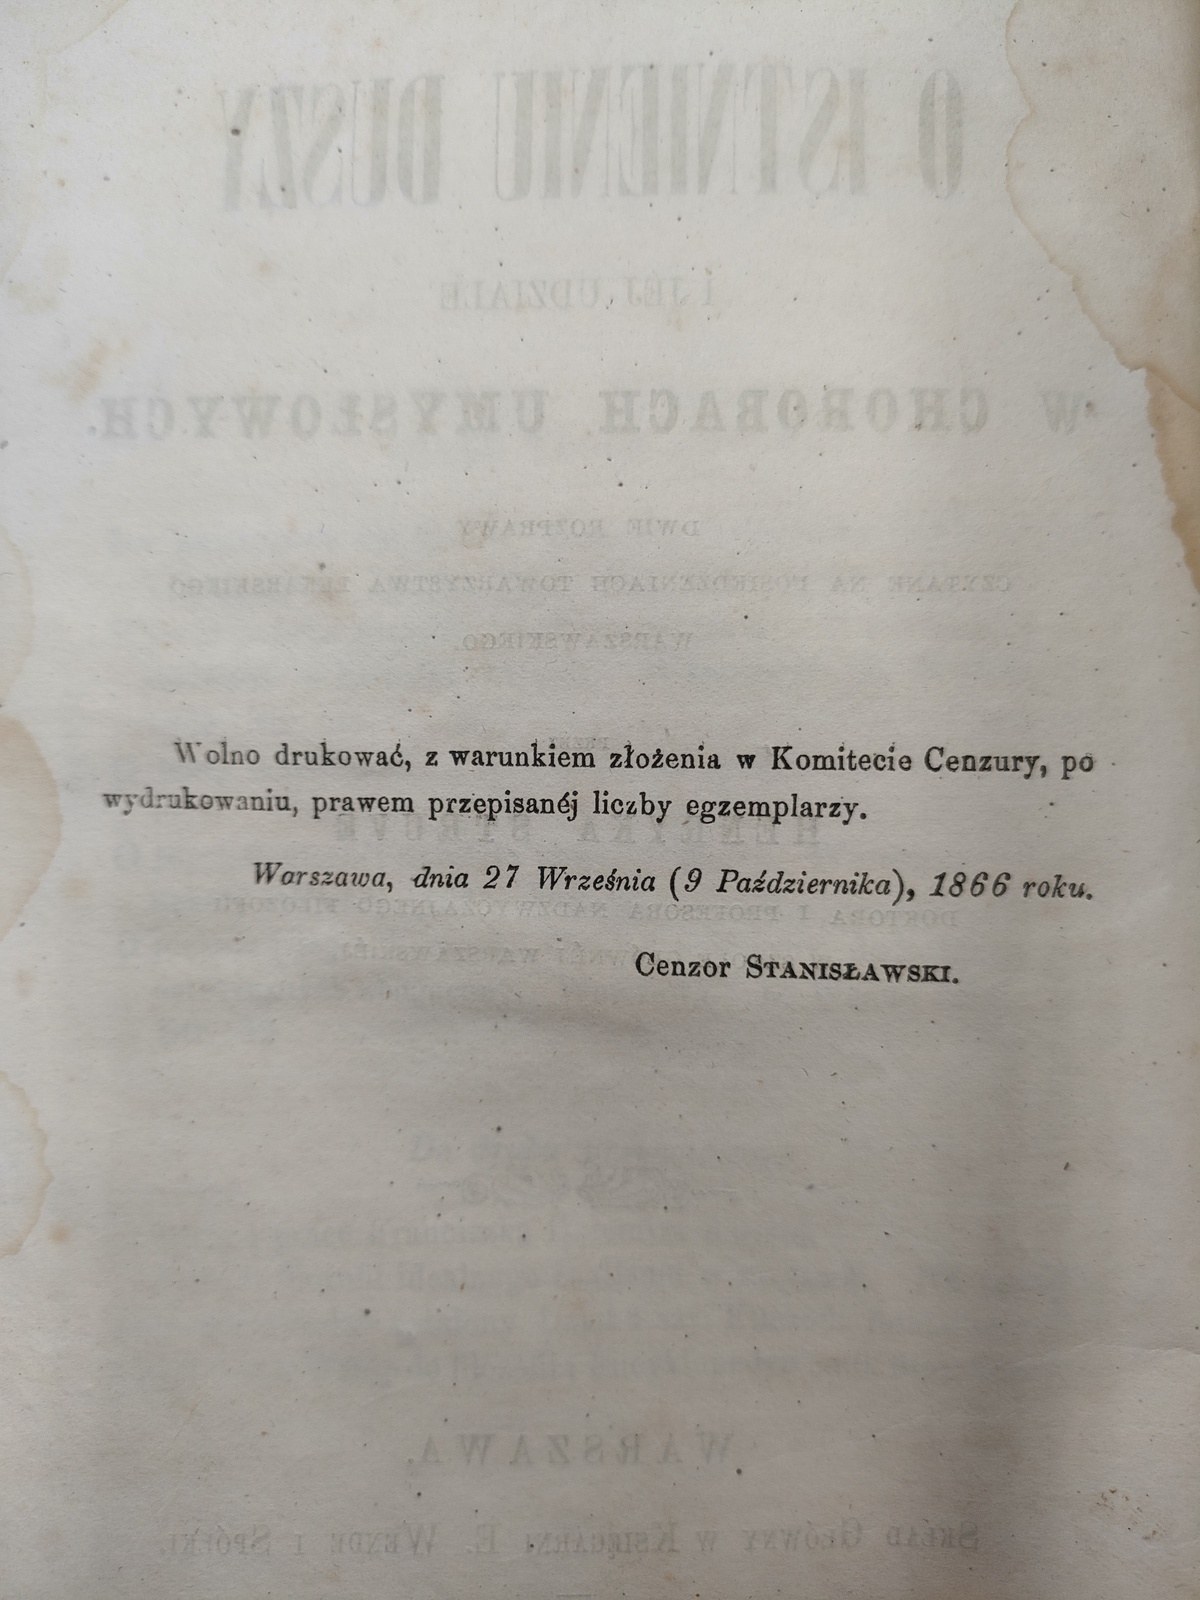 Wolno drukować, z warunkiem złożenia w Komitecie Cenzury, po
wydrukowaniu, prawem przepisanéj liczby egzemplarzy.
Warszawa, dnia 27 Września (9 Października), 1866 roku.
Cenzor STANISŁAWSKI.